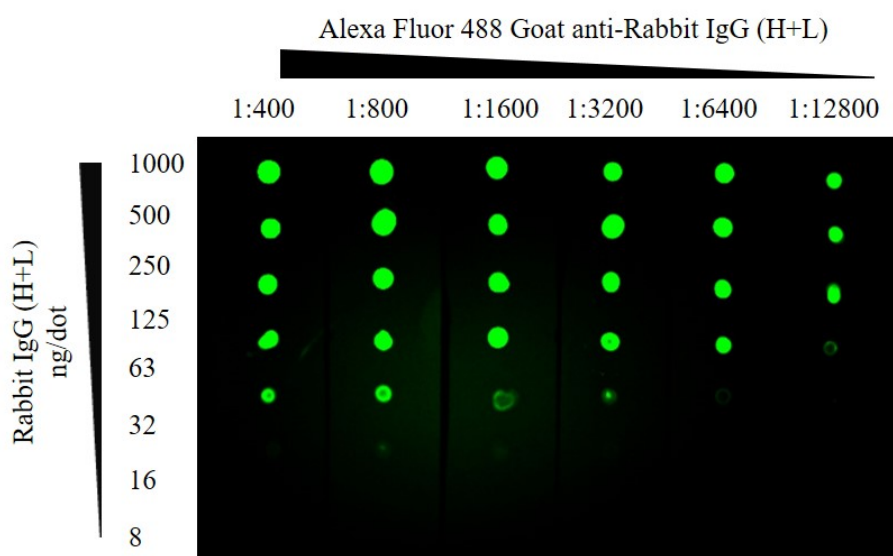 Alexa Fluor 488 Goat anti-Rabbit IgG (H+L)
1:400 1:800 1:1600 1:3200 1:6400 1:12800
Rabbit IgG (H+L)
ng/dot
1000
500
250
125
63
32
16
8